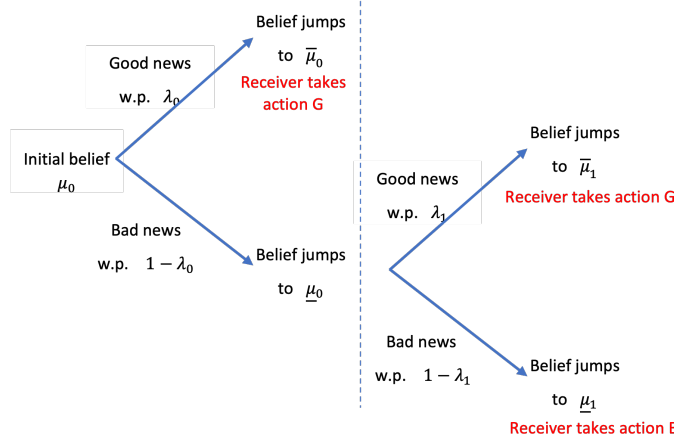 Belief jumps
to μ̅₀
Receiver takes
action G
Good news
w.p. λ₀
Initial belief
μ₀
Bad news
w.p. 1 − λ₀
Belief jumps
to μ̲₀
Good news
w.p. λ₁
Belief jumps
to μ̅₁
Receiver takes action G
Bad news
w.p. 1 − λ₁
Belief jumps
to μ̲₁
Receiver takes action